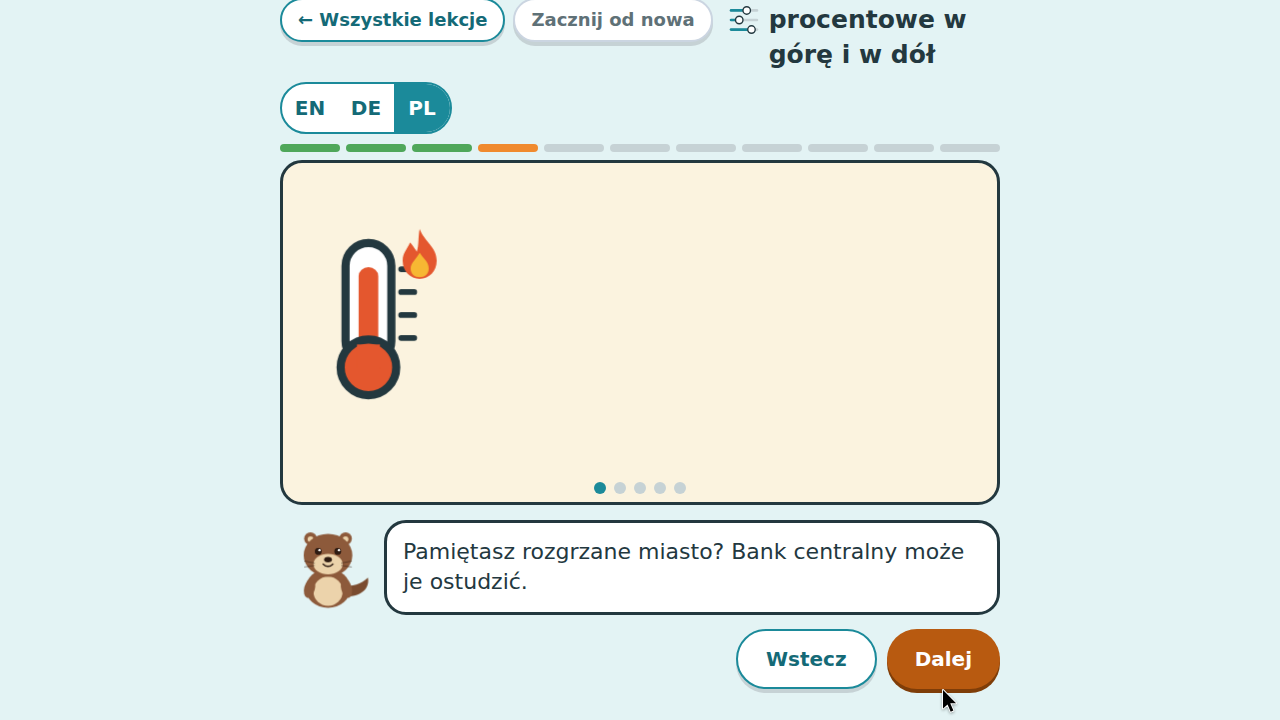 ← Wszystkie lekcje
Zacznij od nowa
procentowe w
górę i w dół
EN DE PL
Pamiętasz rozgrzane miasto? Bank centralny może
je ostudzić.
Wstecz
Dalej